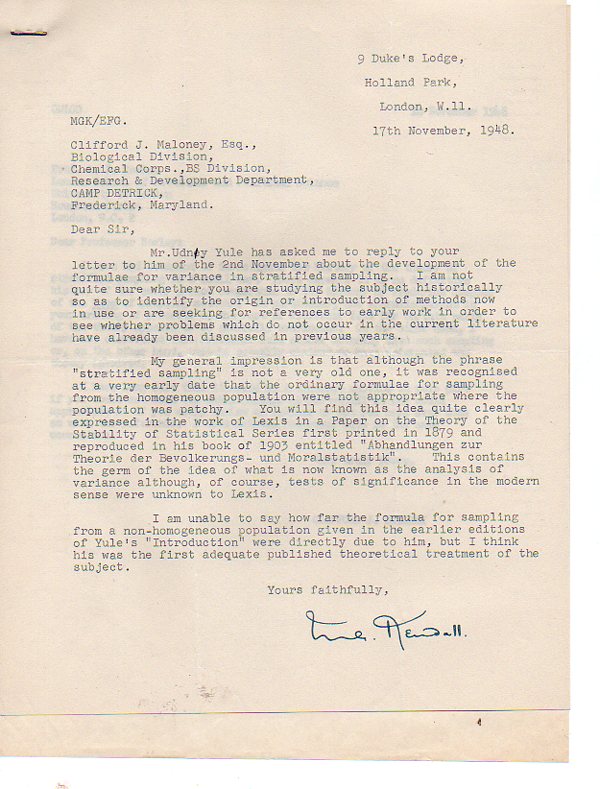 9 Duke's Lodge,
Holland Park,
London, W.11.
MGK/EFG.
17th November, 1948.
Clifford J. Maloney, Esq.,
Biological Division,
Chemical Corps.,BS Division,
Research & Development Department,
CAMP DETRICK,
Frederick, Maryland.
Dear Sir,
Mr.Udny Yule has asked me to reply to your
letter to him of the 2nd November about the development of the
formulae for variance in stratified sampling. I am not
quite sure whether you are studying the subject historically
so as to identify the origin or introduction of methods now
in use or are seeking for references to early work in order to
see whether problems which do not occur in the current literature
have already been discussed in previous years.
My general impression is that although the phrase
"stratified sampling" is not a very old one, it was recognised
at a very early date that the ordinary formulae for sampling
from the homogeneous population were not appropriate where the
population was patchy. You will find this idea quite clearly
expressed in the work of Lexis in a Paper on the Theory of the
Stability of Statistical Series first printed in 1879 and
reproduced in his book of 1903 entitled "Abhandlungen zur
Theorie der Bevolkerungs- und Moralstatistik". This contains
the germ of the idea of what is now known as the analysis of
variance although, of course, tests of significance in the modern
sense were unknown to Lexis.
I am unable to say how far the formula for sampling
from a non-homogeneous population given in the earlier editions
of Yule's "Introduction" were directly due to him, but I think
his was the first adequate published theoretical treatment of the
subject.
Yours faithfully,
M.G. Kendall.